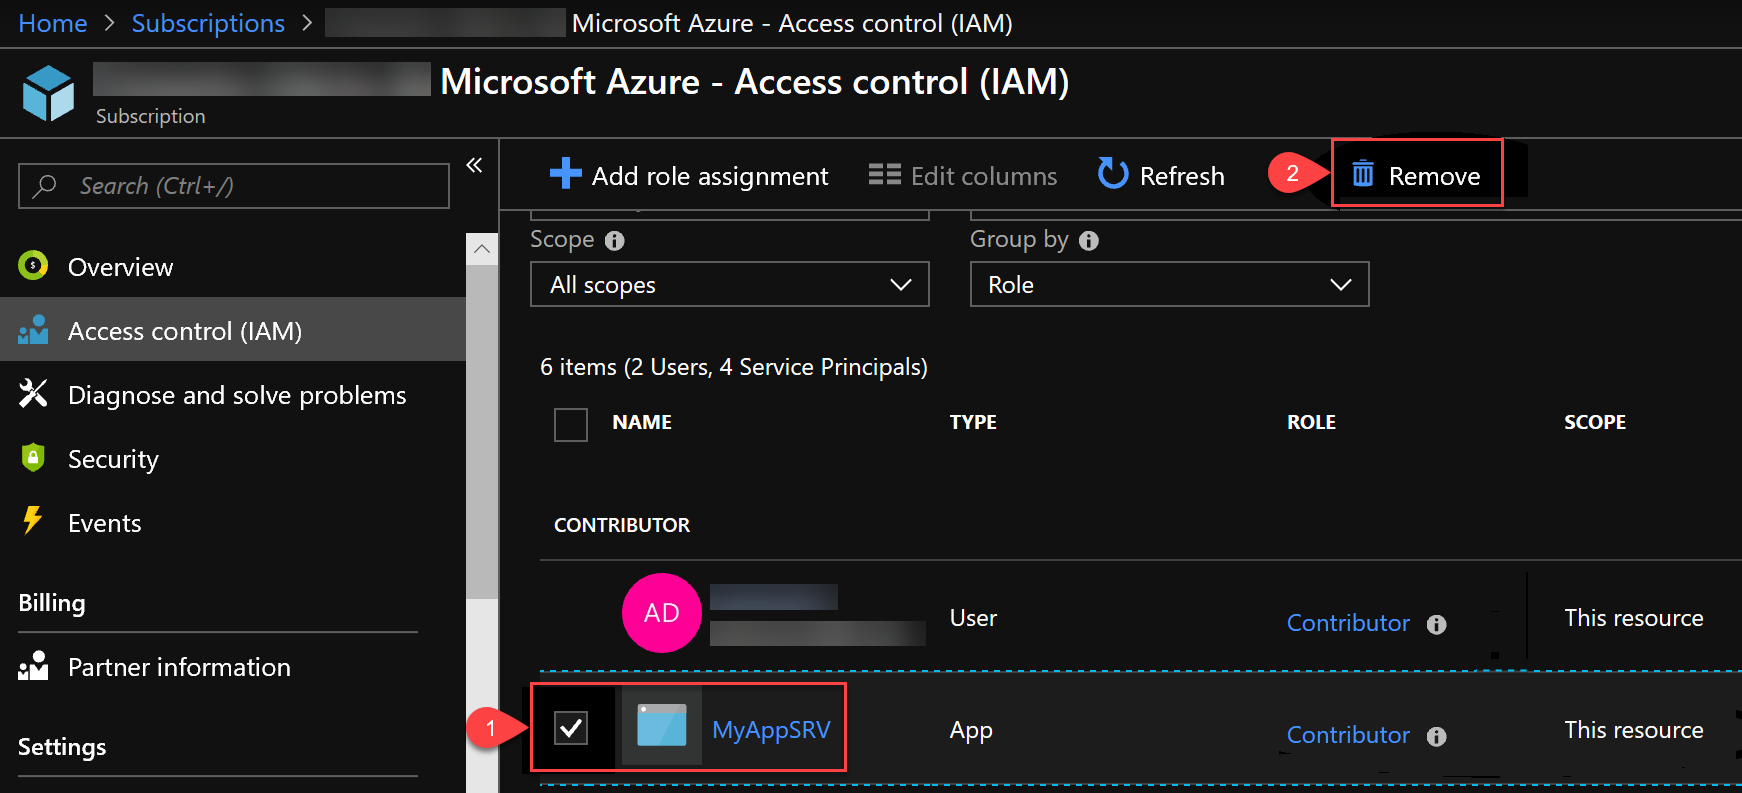 Home > Subscriptions > Microsoft Azure - Access control (IAM)
Microsoft Azure - Access control (IAM)
Subscription
Search (Ctrl+/)
«
Add role assignment
Edit columns
Refresh
2
Remove
Scope
Group by
All scopes
Role
Overview
Access control (IAM)
Diagnose and solve problems
Security
Events
Billing
Partner information
Settings
6 items (2 Users, 4 Service Principals)
NAME TYPE ROLE SCOPE
CONTRIBUTOR
AD User Contributor This resource
1 MyAppSRV App Contributor This resource